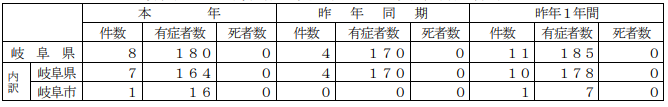 本　　　年 昨　年　同　期 昨年１年間
件数 有症者数 死者数 件数 有症者数 死者数 件数 有症者数 死者数
岐　阜　県 ８ １８０ ０ ４ １７０ ０ １１ １８５ ０
内訳 岐阜県 ７ １６４ ０ ４ １７０ ０ １０ １７８ ０
岐阜市 １ １６ ０ ０ ０ ０ １ ７ ０